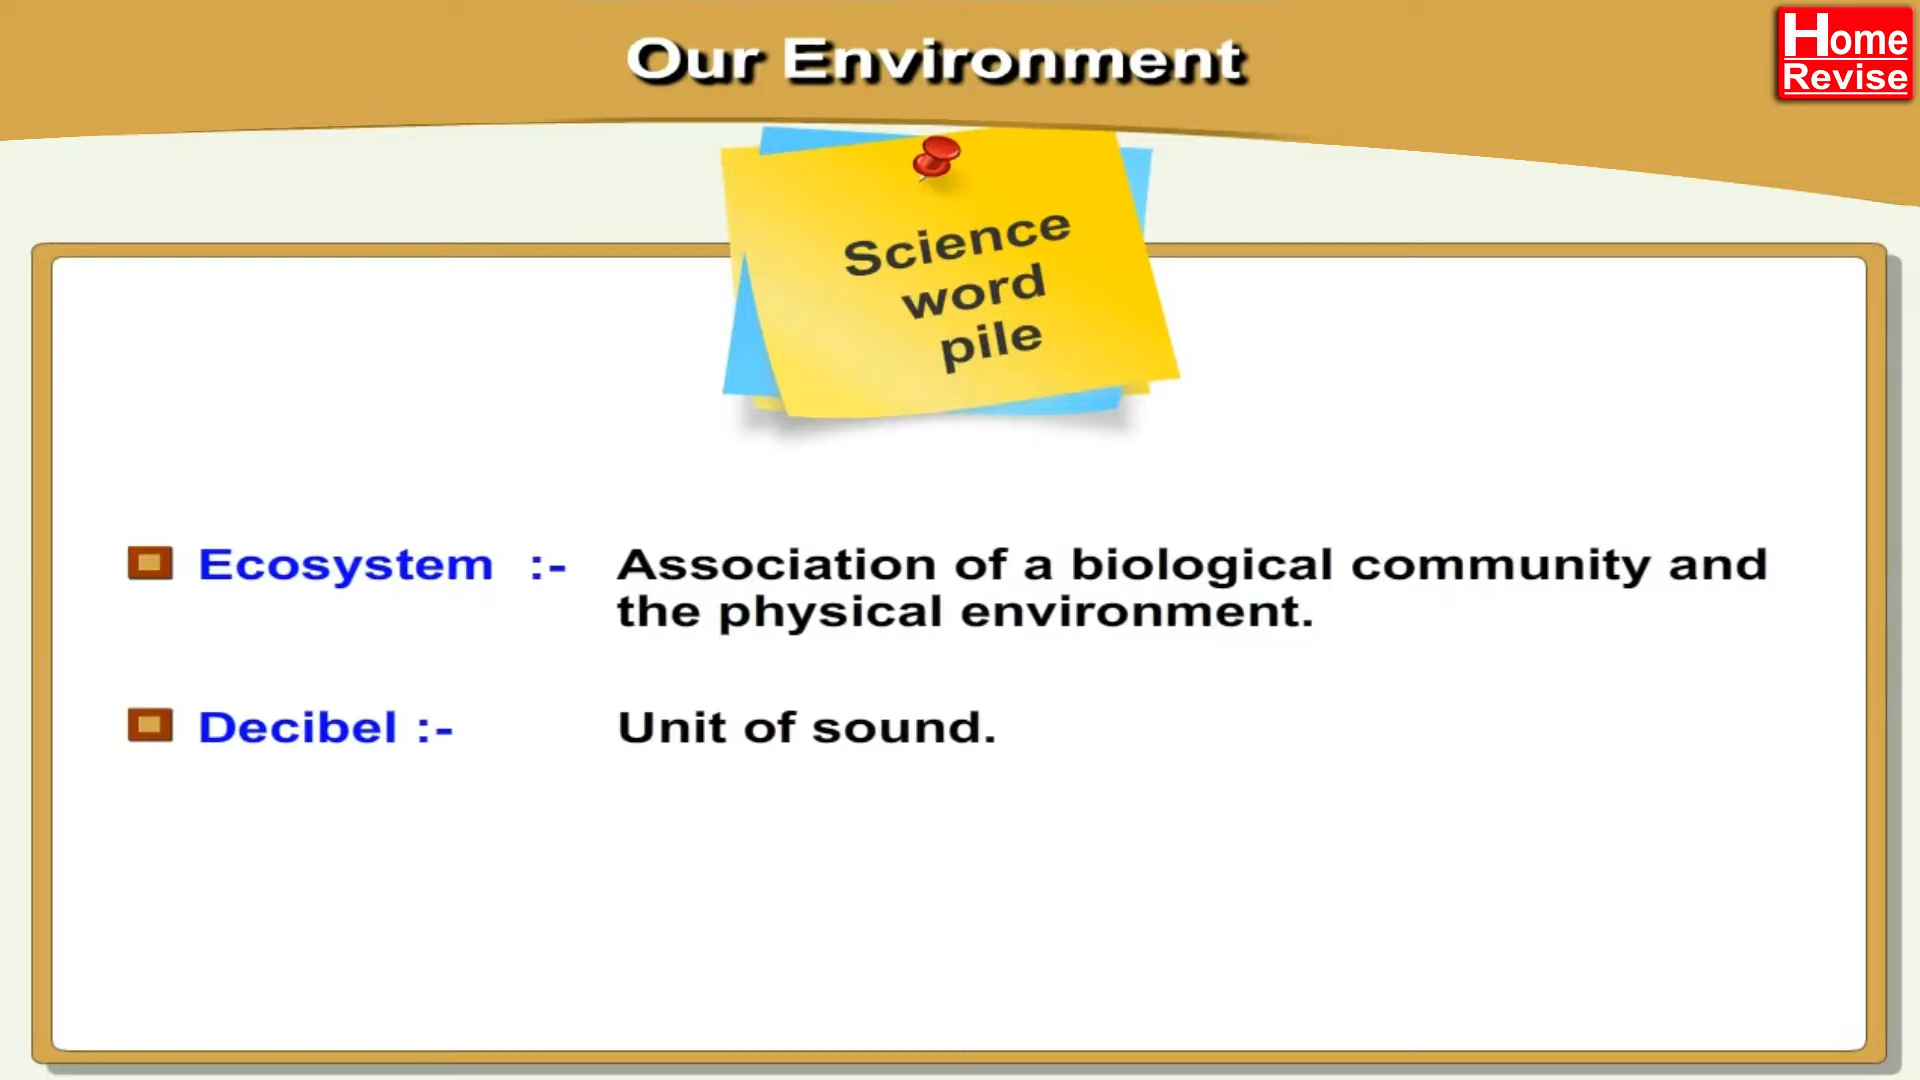 Our Environment
Home
Revise
Science
word
pile
Ecosystem :- Association of a biological community and
the physical environment.
Decibel :- Unit of sound.